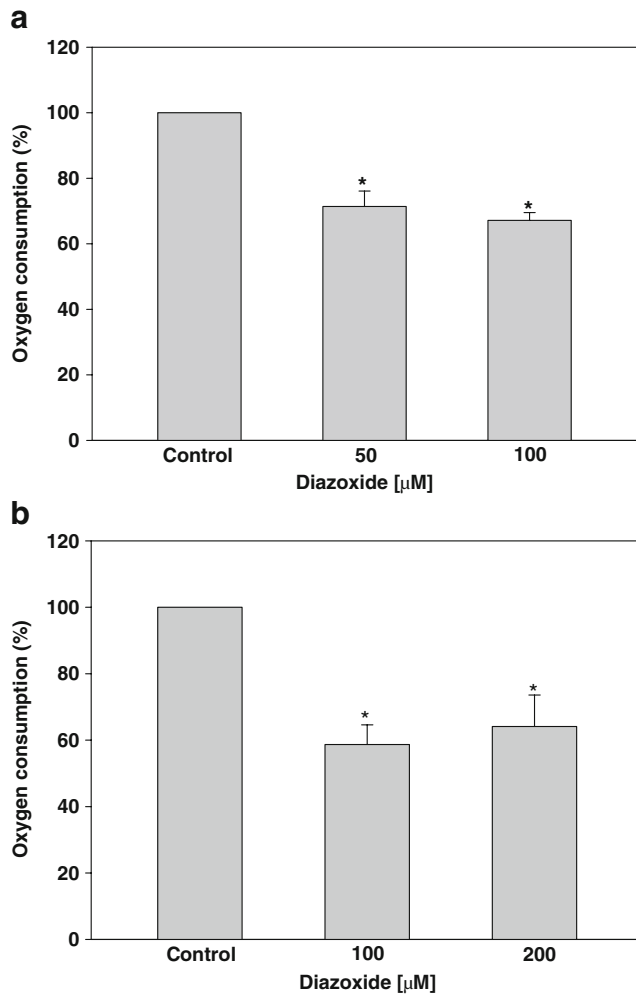 a
120
100
80
60
40
20
0
Oxygen consumption (%)
*
*
Control 50 100
Diazoxide [μM]
b
120
100
80
60
40
20
0
Oxygen consumption (%)
*
*
Control 100 200
Diazoxide [μM]